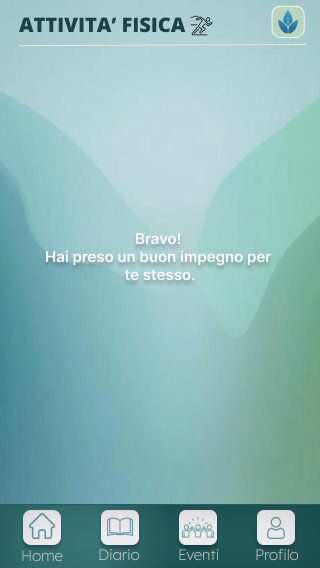 ATTIVITA’ FISICA
Bravo!
Hai preso un buon impegno per
te stesso.
Home Diario Eventi Profilo